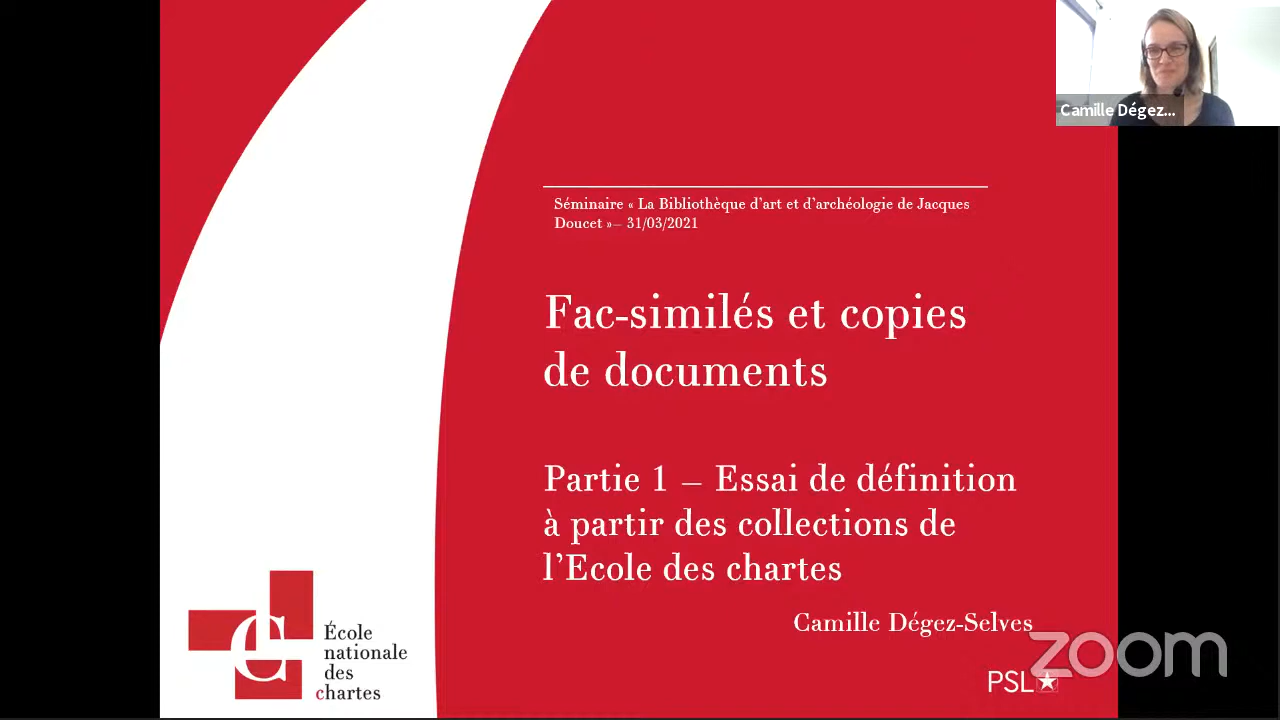 Camille Dégez...
Séminaire « La Bibliothèque d'art et d'archéologie de Jacques
Doucet »– 31/03/2021
Fac-similés et copies
de documents
Partie 1 – Essai de définition
à partir des collections de
l'Ecole des chartes
Camille Dégez-Selves
École
nationale
des
chartes
PSL
zoom